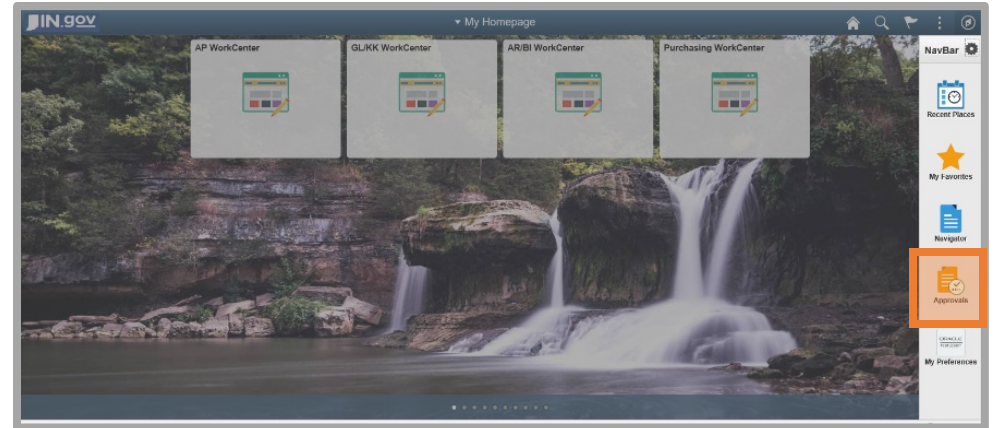 IN.gov
My Homepage
AP WorkCenter
GL/KK WorkCenter
AR/BI WorkCenter
Purchasing WorkCenter
NavBar
Recent Places
My Favorites
Navigator
Approvals
ORACLE
My Preferences